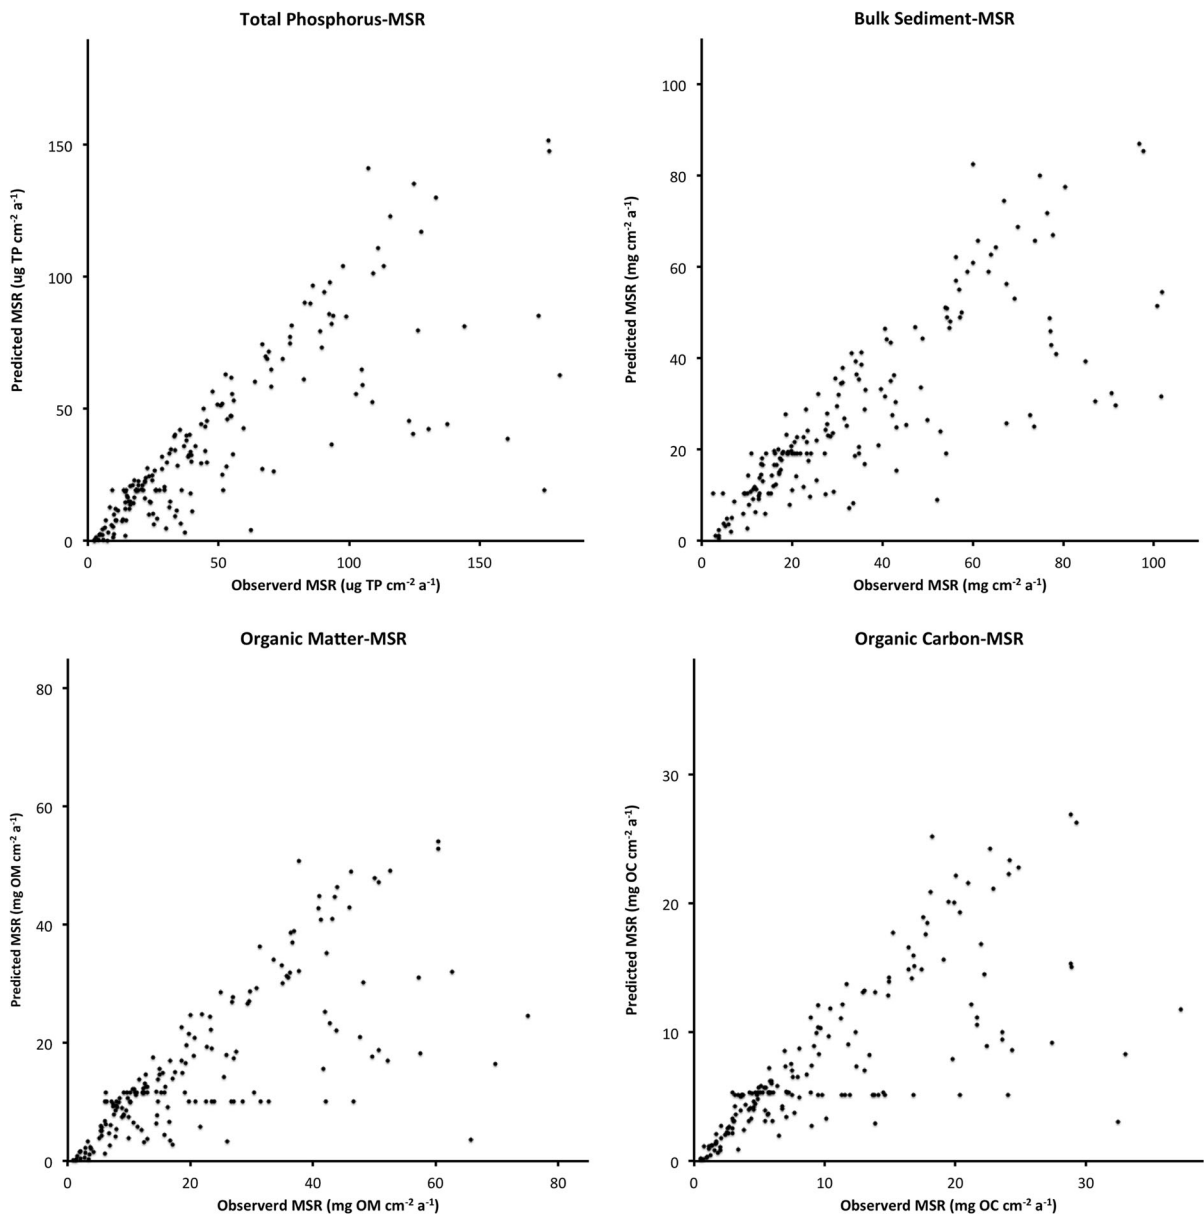 Total Phosphorus-MSR
Predicted MSR (ug TP cm⁻² a⁻¹)
150
100
50
0
0 50 100 150
Observerd MSR (ug TP cm⁻² a⁻¹)
Bulk Sediment-MSR
Predicted MSR (mg cm⁻² a⁻¹)
100
80
60
40
20
0
0 20 40 60 80 100
Observerd MSR (mg cm⁻² a⁻¹)
Organic Matter-MSR
Predicted MSR (mg OM cm⁻² a⁻¹)
80
60
40
20
0
0 20 40 60 80
Observerd MSR (mg OM cm⁻² a⁻¹)
Organic Carbon-MSR
Predicted MSR (mg OC cm⁻² a⁻¹)
30
20
10
0
0 10 20 30
Observerd MSR (mg OC cm⁻² a⁻¹)